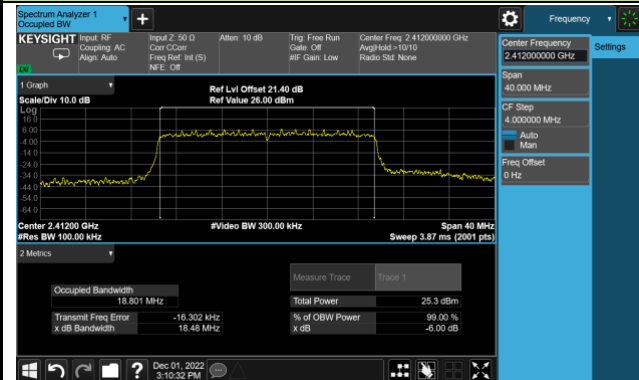 Spectrum Analyzer 1
Occupied BW
Frequency
KEYSIGHT
Input: RF
Coupling: AC
Align: Auto
Input Z: 50 Ω
Corr CCorr
Freq Ref: Int (S)
NFE: Off
Atten: 10 dB
Trig: Free Run
Gate: Off
#IF Gain: Low
Center Freq: 2.412000000 GHz
Avg|Hold:>10/10
Radio Std: None
Center Frequency
2.412000000 GHz
Settings
Span
40.000 MHz
CF Step
4.000000 MHz
Auto
Man
Freq Offset
0 Hz
1 Graph
Scale/Div 10.0 dB
Ref Lvl Offset 21.40 dB
Ref Value 26.00 dBm
Log
16.0
6.00
-4.00
-14.0
-24.0
-34.0
-44.0
-54.0
-64.0
Center 2.41200 GHz
#Res BW 100.00 kHz
#Video BW 300.00 kHz
Span 40 MHz
Sweep 3.87 ms (2001 pts)
2 Metrics
Measure Trace
Trace 1
Occupied Bandwidth
18.801 MHz
Total Power
25.3 dBm
Transmit Freq Error
-16.302 kHz
% of OBW Power
99.00 %
x dB Bandwidth
18.48 MHz
x dB
-6.00 dB
?
Dec 01, 2022
3:10:32 PM